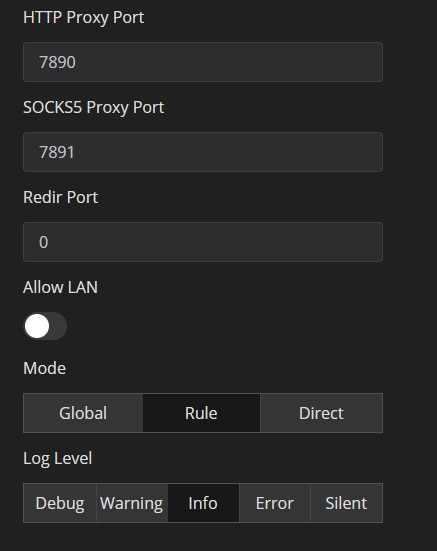 HTTP Proxy Port
7890
SOCKS5 Proxy Port
7891
Redir Port
0
Allow LAN
Mode
Global Rule Direct
Log Level
Debug Warning Info Error Silent